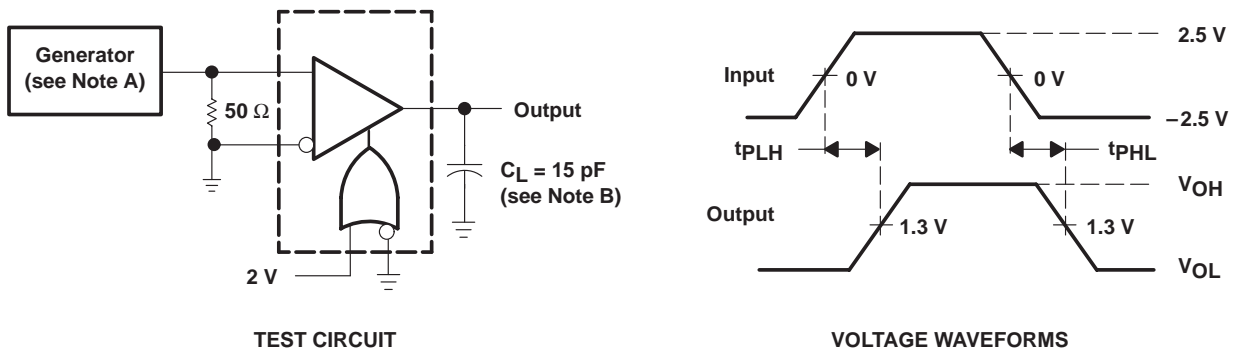 Generator
(see Note A)
50 Ω
Output
CL = 15 pF
(see Note B)
2 V
TEST CIRCUIT
2.5 V
Input
0 V
0 V
−2.5 V
tPLH
tPHL
VOH
Output
1.3 V
1.3 V
VOL
VOLTAGE WAVEFORMS